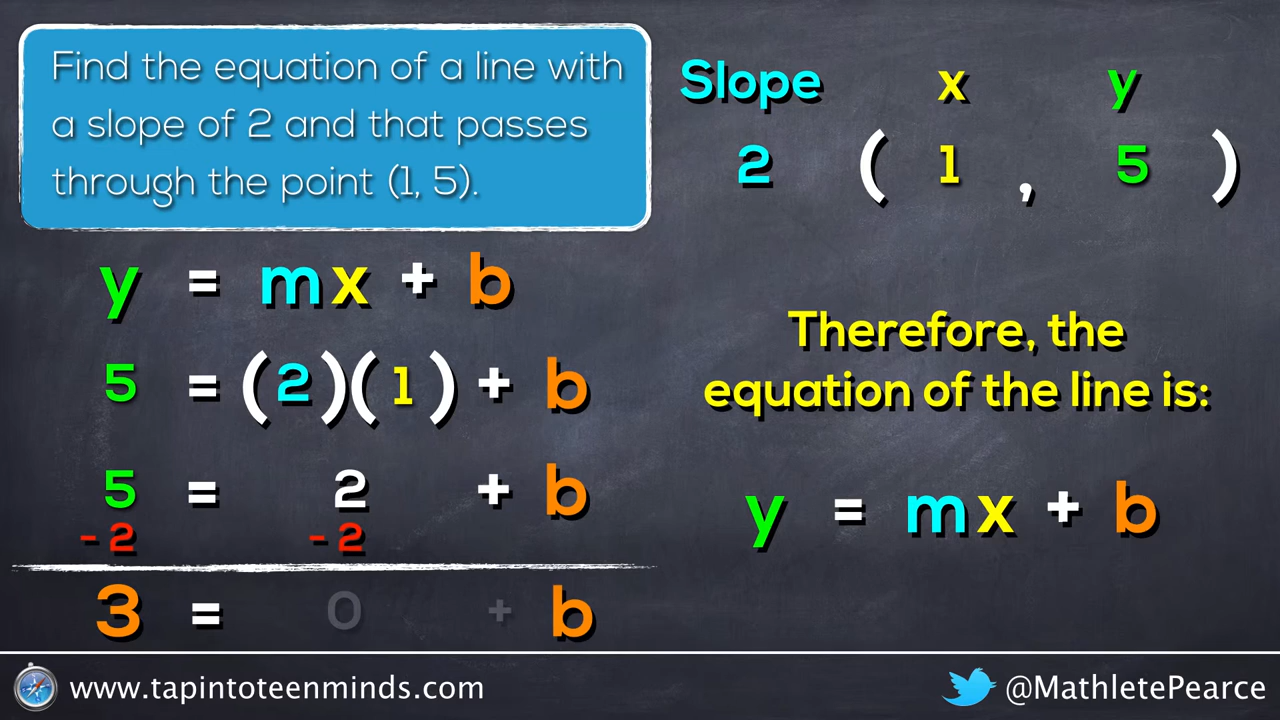 Find the equation of a line with
a slope of 2 and that passes
through the point (1, 5).
Slope x y
2 ( 1 , 5 )
y = mx + b
5 = (2)(1) + b
5 = 2 + b
- 2 - 2
3 = 0 + b
Therefore, the
equation of the line is:
y = mx + b
www.tapintoteenminds.com
@MathletePearce